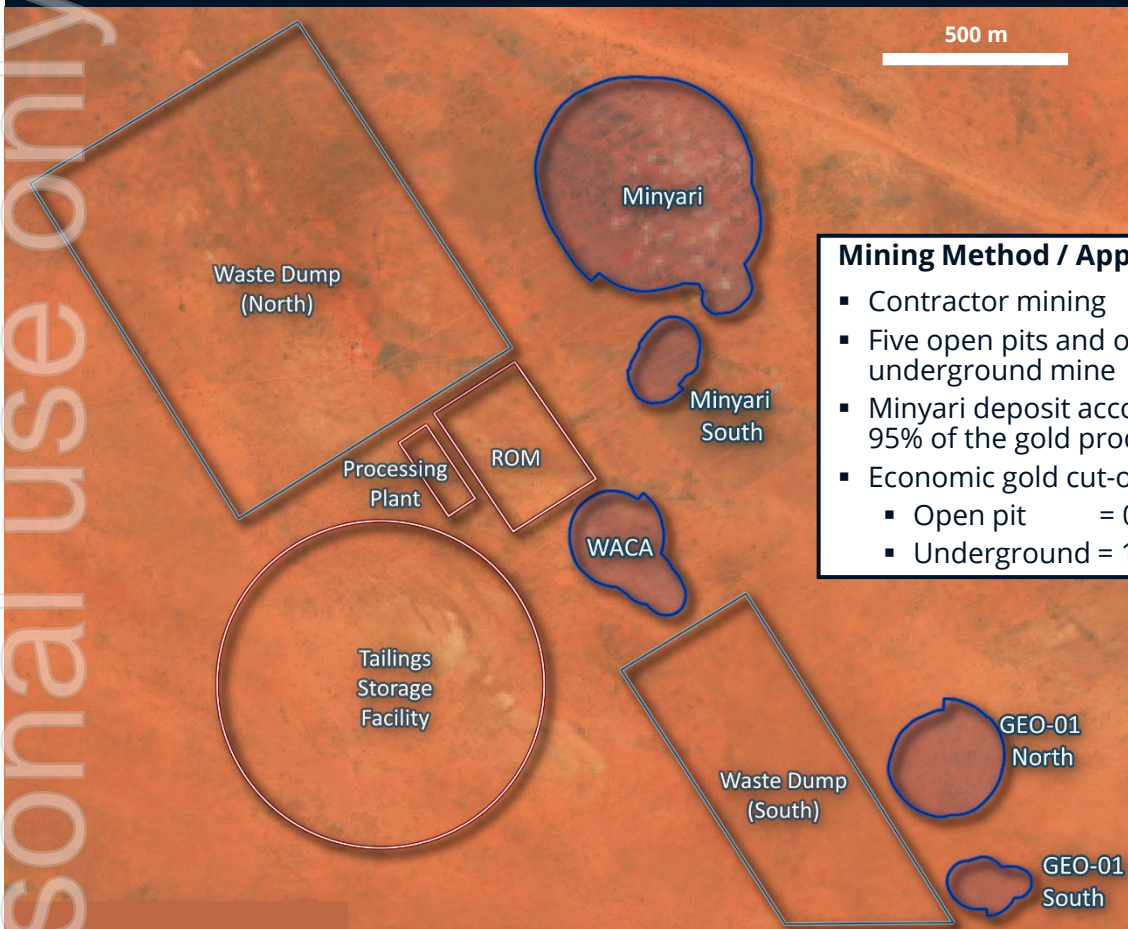 sonal use only
500 m
Minyari
Waste Dump
(North)
Mining Method / App
▪ Contractor mining
▪ Five open pits and o
underground mine
▪ Minyari deposit acco
95% of the gold proc
▪ Economic gold cut-o
▪ Open pit = 0
▪ Underground = 1
Minyari
South
ROM
Processing
Plant
WACA
Tailings
Storage
Facility
GEO-01
North
Waste Dump
(South)
GEO-01
South